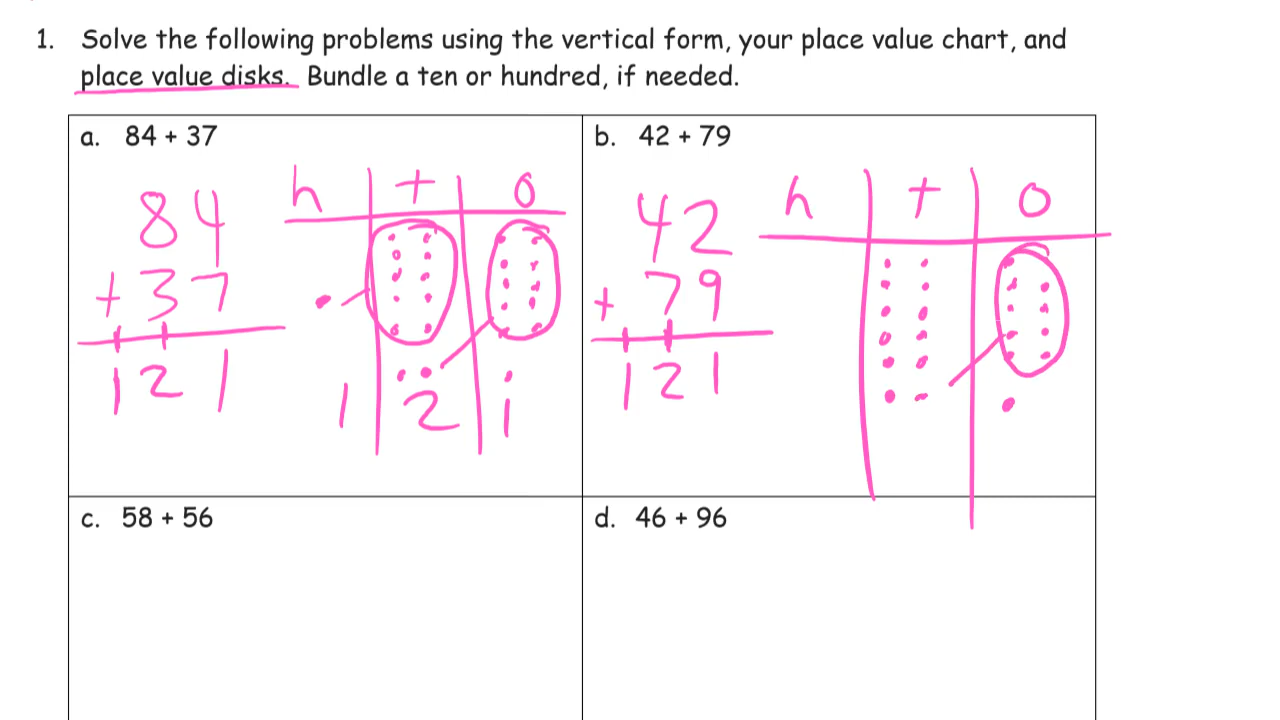 1. Solve the following problems using the vertical form, your place value chart, and
place value disks. Bundle a ten or hundred, if needed.
a. 84 + 37
h t o
84
+ 37
121
1 2 1
b. 42 + 79
h t o
42
+ 79
121
c. 58 + 56
d. 46 + 96